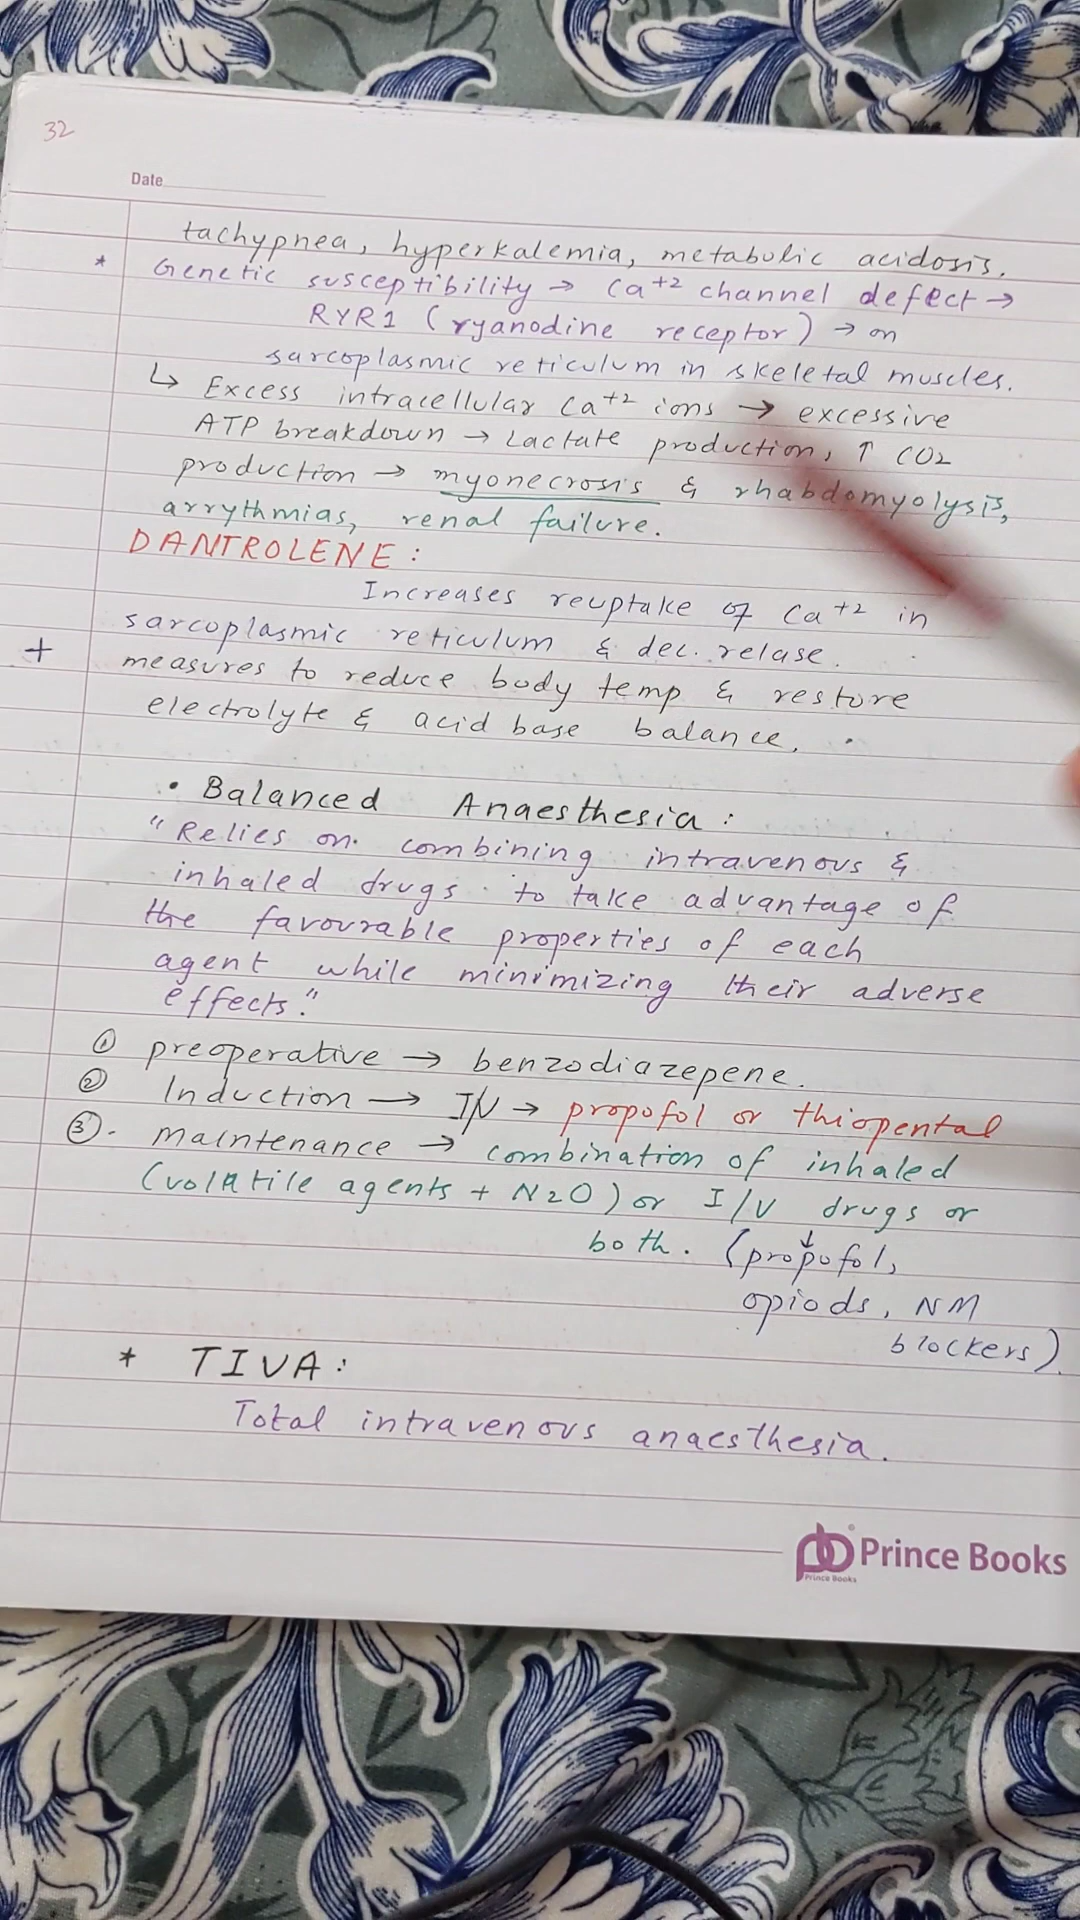 32
Date
tachypnea, hyperkalemia, metabolic acidosis.
* Genetic susceptibility → Ca+2 channel defect →
RYR1 (ryanodine receptor) → on
sarcoplasmic reticulum in skeletal muscles.
↳ Excess intracellular Ca+2 ions → excessive
ATP breakdown → Lactate production, ↑ CO2
production → myonecrosis & rhabdomyolysis,
arrythmias, renal failure.
DANTROLENE :
Increases reuptake of Ca+2 in
sarcoplasmic reticulum & dec. relase.
+ measures to reduce body temp & restore
electrolyte & acid base balance.
• Balanced Anaesthesia :
"Relies on combining intravenous &
inhaled drugs to take advantage of
the favourable properties of each
agent while minimizing their adverse
effects."
① preoperative → benzodiazepene.
② Induction → I/V → propofol or thiopental
③. maintenance → combination of inhaled
(volatile agents + N2O) or I/V drugs or
both. (propofol, ↓
opiods, NM
blockers).
* TIVA :
Total intravenous anaesthesia.
Prince Books
Prince Books